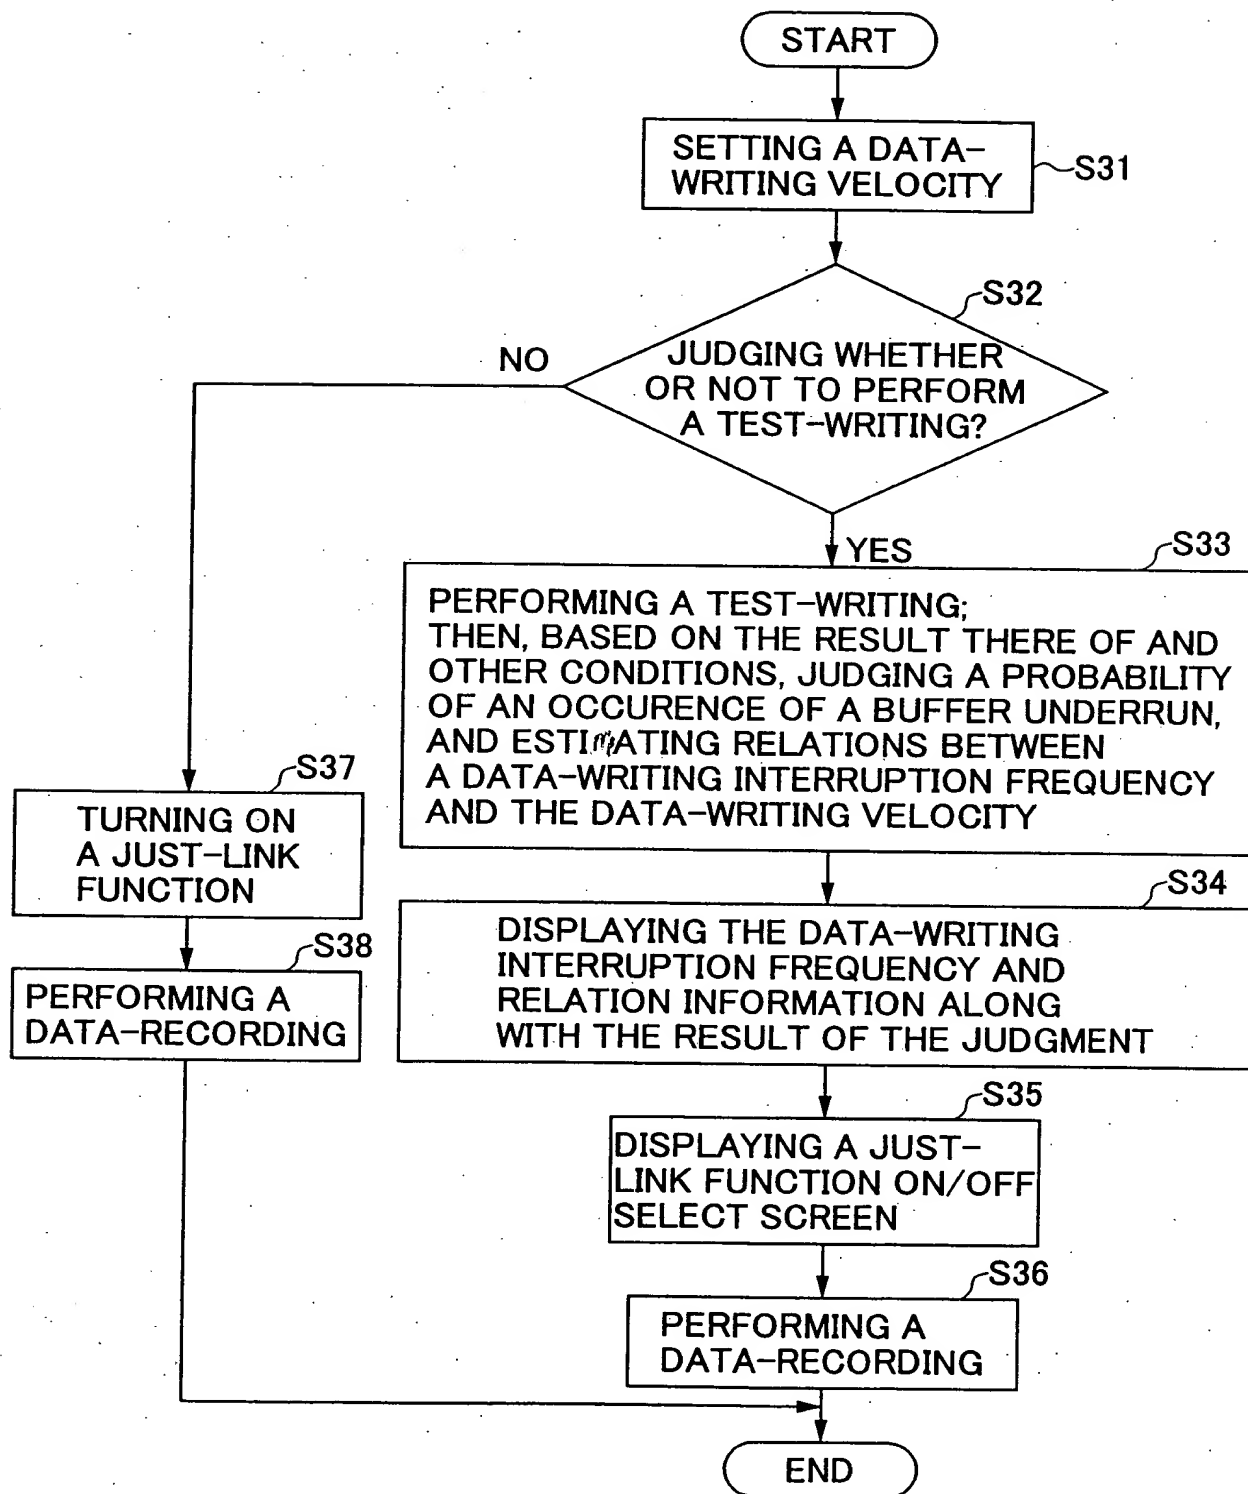 START
SETTING A DATA-
WRITING VELOCITY
S31
S32
JUDGING WHETHER
OR NOT TO PERFORM
A TEST-WRITING?
NO
YES
S33
PERFORMING A TEST-WRITING;
THEN, BASED ON THE RESULT THERE OF AND
OTHER CONDITIONS, JUDGING A PROBABILITY
OF AN OCCURENCE OF A BUFFER UNDERRUN,
AND ESTIMATING RELATIONS BETWEEN
A DATA-WRITING INTERRUPTION FREQUENCY
AND THE DATA-WRITING VELOCITY
S37
TURNING ON
A JUST-LINK
FUNCTION
S34
DISPLAYING THE DATA-WRITING
INTERRUPTION FREQUENCY AND
RELATION INFORMATION ALONG
WITH THE RESULT OF THE JUDGMENT
S38
PERFORMING A
DATA-RECORDING
S35
DISPLAYING A JUST-
LINK FUNCTION ON/OFF
SELECT SCREEN
S36
PERFORMING A
DATA-RECORDING
END